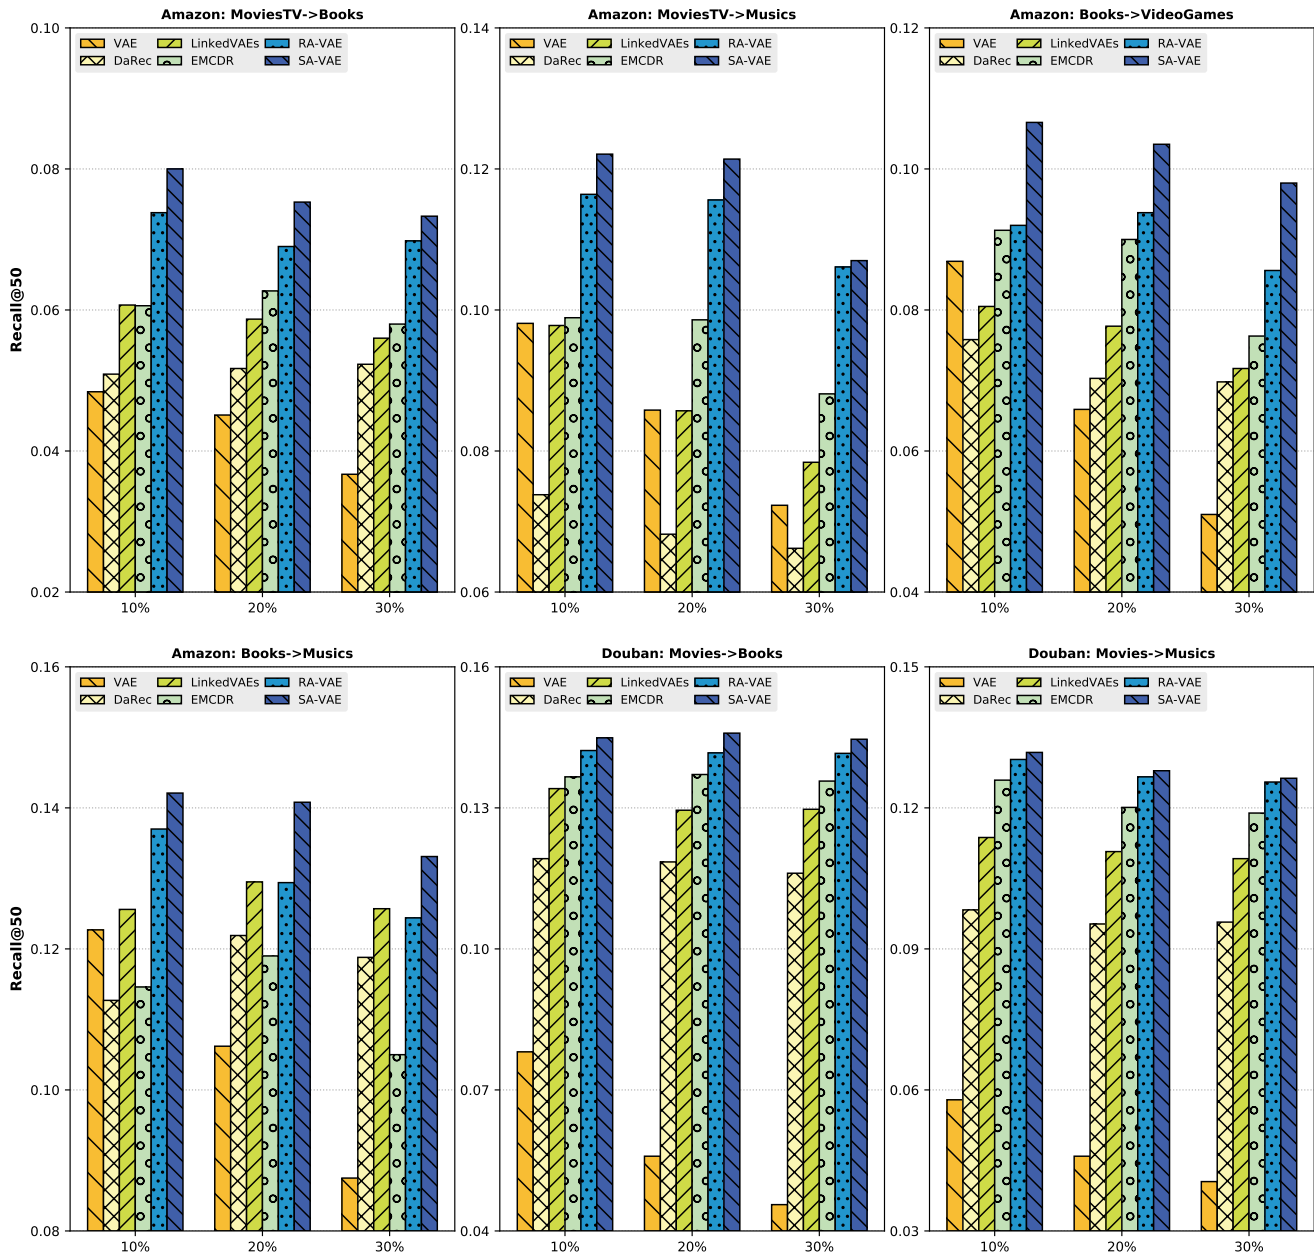 Amazon: MoviesTV->Books
Amazon: MoviesTV->Musics
Amazon: Books->VideoGames
VAE LinkedVAEs RA-VAE
DaRec EMCDR SA-VAE
VAE LinkedVAEs RA-VAE
DaRec EMCDR SA-VAE
VAE LinkedVAEs RA-VAE
DaRec EMCDR SA-VAE
Recall@50
0.10
0.08
0.06
0.04
0.02
10% 20% 30%
0.14
0.12
0.10
0.08
0.06
10% 20% 30%
0.12
0.10
0.08
0.06
0.04
10% 20% 30%
Amazon: Books->Musics
Douban: Movies->Books
Douban: Movies->Musics
VAE LinkedVAEs RA-VAE
DaRec EMCDR SA-VAE
VAE LinkedVAEs RA-VAE
DaRec EMCDR SA-VAE
VAE LinkedVAEs RA-VAE
DaRec EMCDR SA-VAE
Recall@50
0.16
0.14
0.12
0.10
0.08
10% 20% 30%
0.16
0.13
0.10
0.07
0.04
10% 20% 30%
0.15
0.12
0.09
0.06
0.03
10% 20% 30%